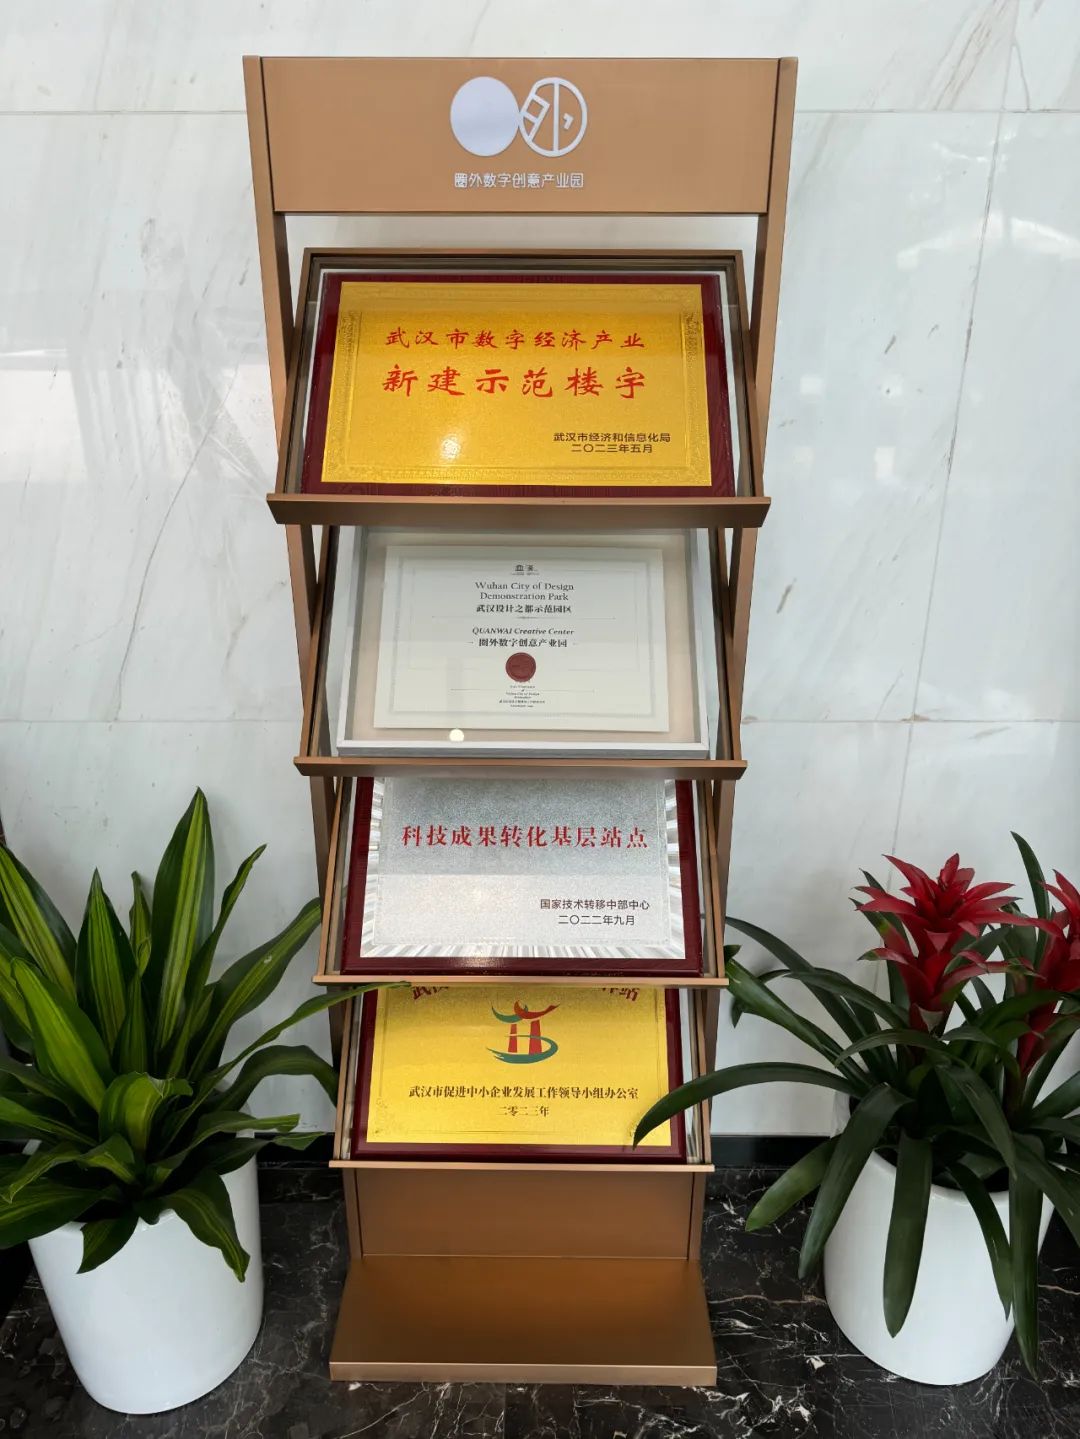 外
圈外数字创意产业园
武汉市数字经济产业
新建示范楼宇
武汉市经济和信息化局
二〇二三年五月
Wuhan City of Design
Demonstration Park
武汉设计之都示范园区
QUANWAI Creative Center
圈外数字创意产业园
科技成果转化基层站点
国家技术转移中部中心
二〇二二年九月
武汉市促进中小企业发展工作领导小组办公室
二零二三年